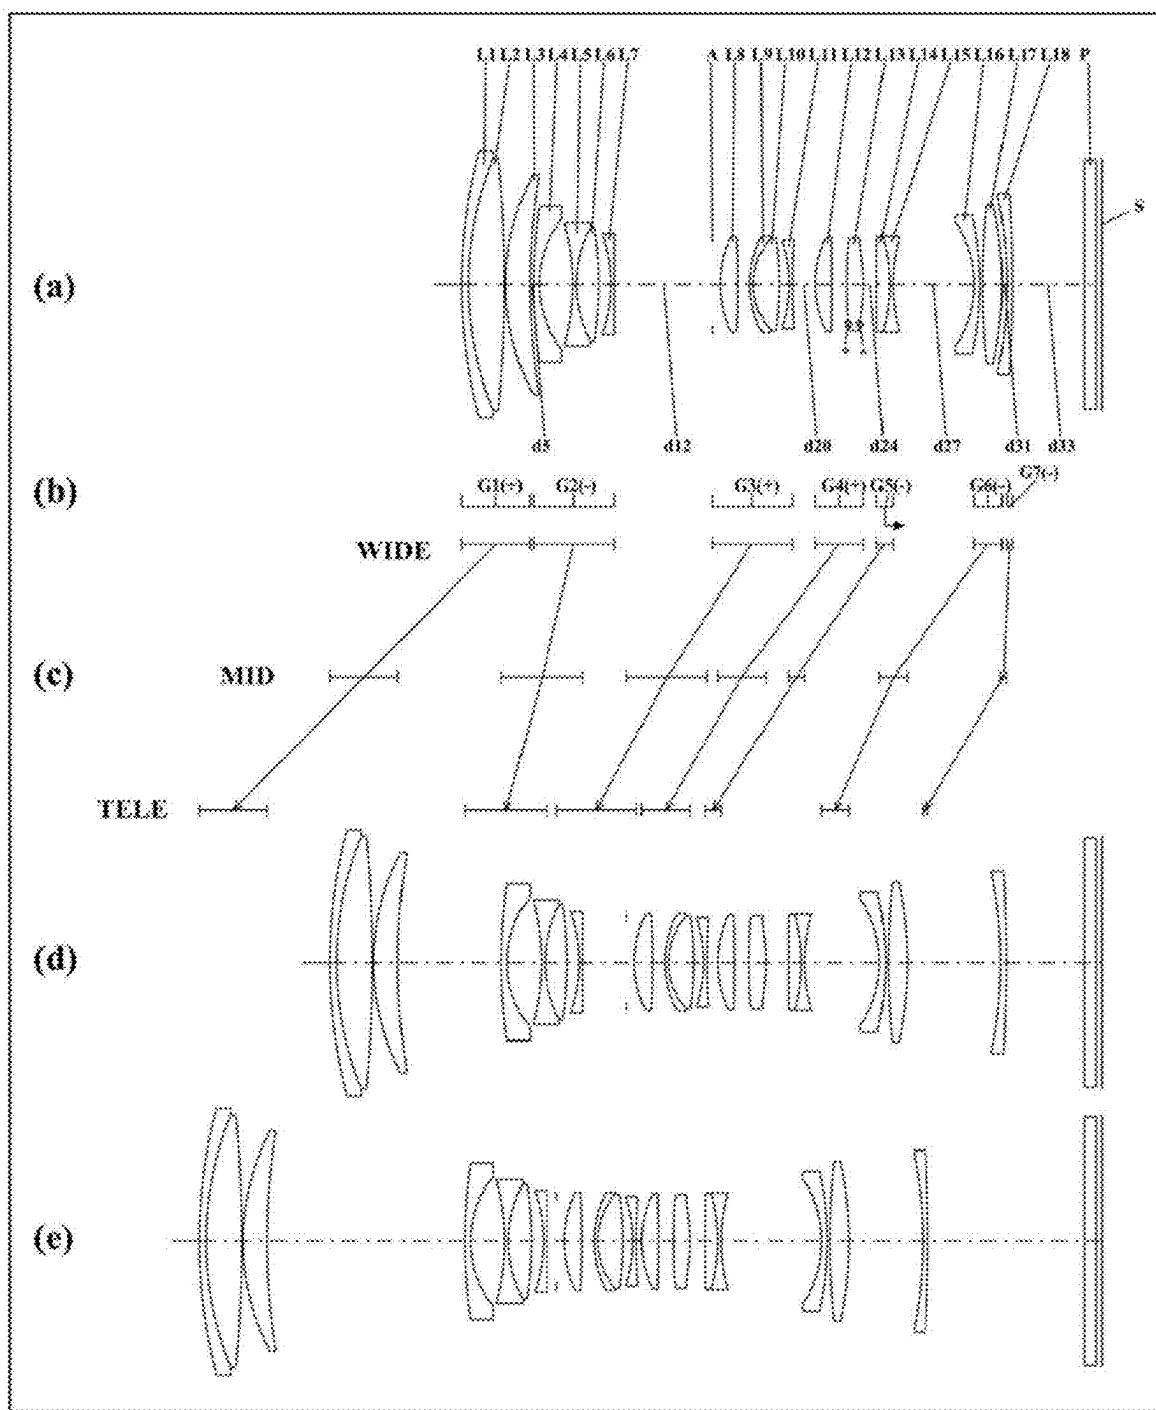 L1 L2 L3 L4 L5 L6 L7 A L8 L9 L10 L11 L12 L13 L14 L15 L16 L17 L18 P
S
(a)
d5 d12 d20 d24 d27 d31 d33
(b) G1(+) G2(-) G3(+) G4(+) G5(-) G6(-) G7(-)
WIDE
(c) MID
TELE
(d)
(e)